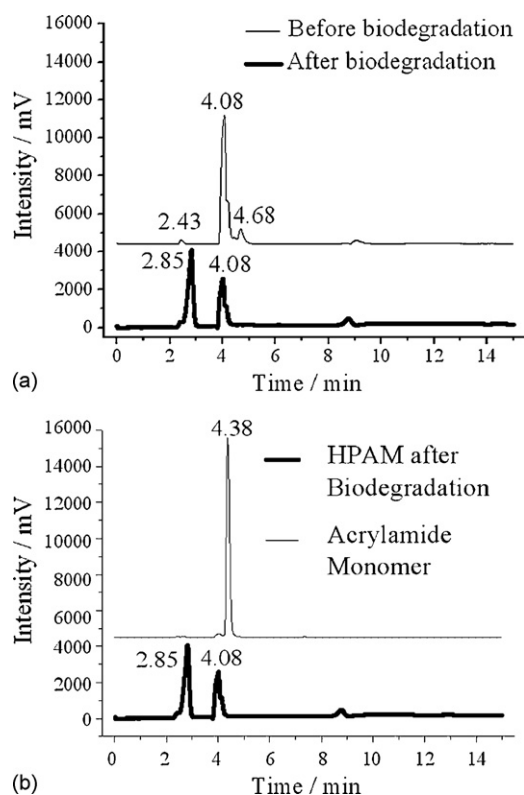 16000
14000
12000
10000
8000
6000
4000
2000
0
Intensity / mV
Before biodegradation
After biodegradation
4.08
2.43
4.68
2.85
4.08
0 2 4 6 8 10 12 14
Time / min
(a)
16000
14000
12000
10000
8000
6000
4000
2000
0
Intensity / mV
4.38
HPAM after
Biodegradation
Acrylamide
Monomer
2.85
4.08
0 2 4 6 8 10 12 14
Time / min
(b)